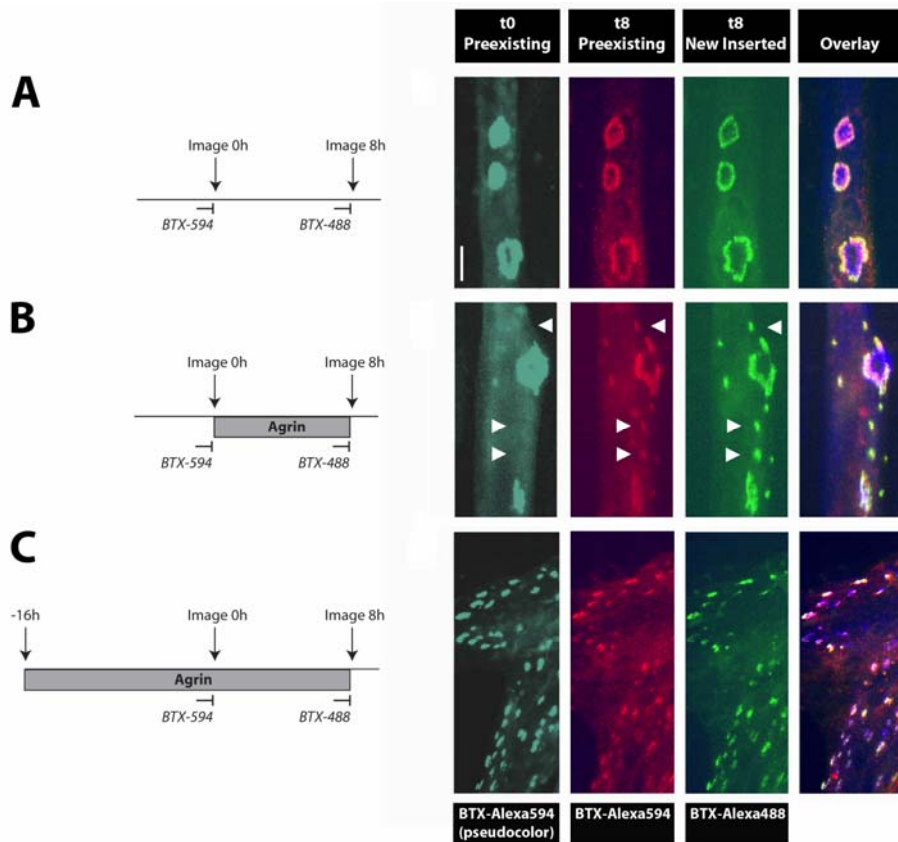 t0
Preexisting
t8
Preexisting
t8
New Inserted
Overlay
A
Image 0h
Image 8h
BTX-594
BTX-488
B
Image 0h
Image 8h
Agrin
BTX-594
BTX-488
C
-16h
Image 0h
Image 8h
Agrin
BTX-594
BTX-488
BTX-Alexa594
(pseudocolor)
BTX-Alexa594
BTX-Alexa488